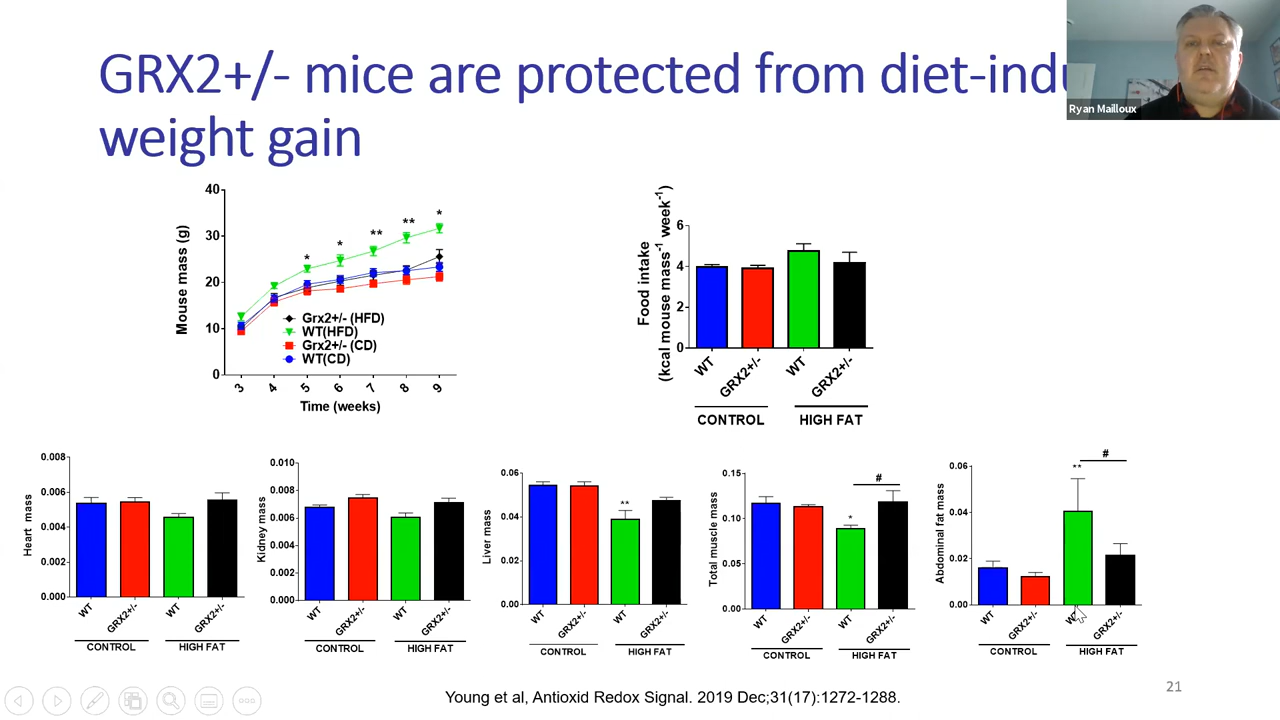 GRX2+/- mice are protected from diet-indu
weight gain
Ryan Mailloux
40
30
20
10
0
Mouse mass (g)
*
*
**
**
*
Grx2+/- (HFD)
WT(HFD)
Grx2+/- (CD)
WT(CD)
3 4 5 6 7 8 9
Time (weeks)
Food intake
(kcal mouse mass-1 week-1)
6
4
2
0
WT GRX2+/- WT GRX2+/-
CONTROL HIGH FAT
Heart mass
0.008
0.006
0.004
0.002
0.000
WT GRX2+/- WT GRX2+/-
CONTROL HIGH FAT
Kidney mass
0.010
0.008
0.006
0.004
0.002
0.000
WT GRX2+/- WT GRX2+/-
CONTROL HIGH FAT
Liver mass
0.06
0.04
0.02
0.00
**
WT GRX2+/- WT GRX2+/-
CONTROL HIGH FAT
Total muscle mass
0.15
0.10
0.05
0.00
*
#
WT GRX2+/- WT GRX2+/-
CONTROL HIGH FAT
Abdominal fat mass
0.06
0.04
0.02
0.00
**
#
WT GRX2+/- WT GRX2+/-
CONTROL HIGH FAT
Young et al, Antioxid Redox Signal. 2019 Dec;31(17):1272-1288.
21